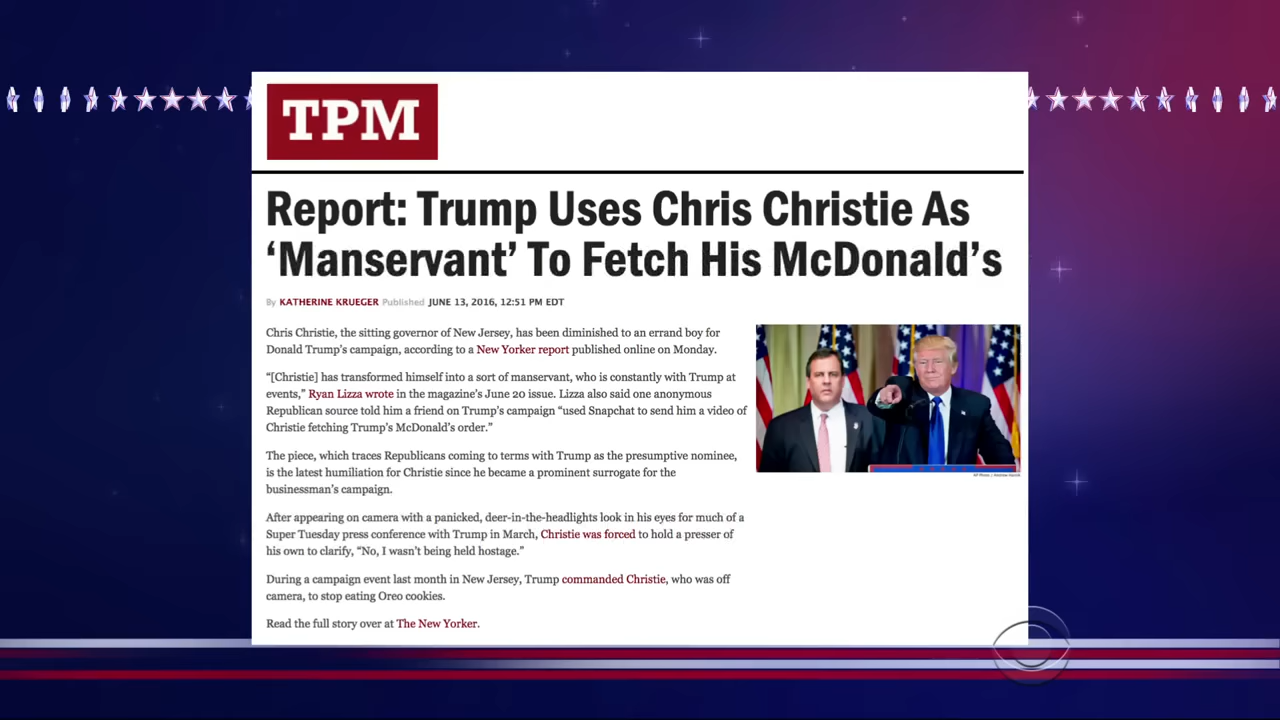 TPM
Report: Trump Uses Chris Christie As
‘Manservant’ To Fetch His McDonald’s
By KATHERINE KRUEGER Published JUNE 13, 2016, 12:51 PM EDT
Chris Christie, the sitting governor of New Jersey, has been diminished to an errand boy for
Donald Trump’s campaign, according to a New Yorker report published online on Monday.
“[Christie] has transformed himself into a sort of manservant, who is constantly with Trump at
events,” Ryan Lizza wrote in the magazine’s June 20 issue. Lizza also said one anonymous
Republican source told him a friend on Trump’s campaign “used Snapchat to send him a video of
Christie fetching Trump’s McDonald’s order.”
The piece, which traces Republicans coming to terms with Trump as the presumptive nominee,
is the latest humiliation for Christie since he became a prominent surrogate for the
businessman’s campaign.
After appearing on camera with a panicked, deer-in-the-headlights look in his eyes for much of a
Super Tuesday press conference with Trump in March, Christie was forced to hold a presser of
his own to clarify, “No, I wasn’t being held hostage.”
During a campaign event last month in New Jersey, Trump commanded Christie, who was off
camera, to stop eating Oreo cookies.
Read the full story over at The New Yorker.